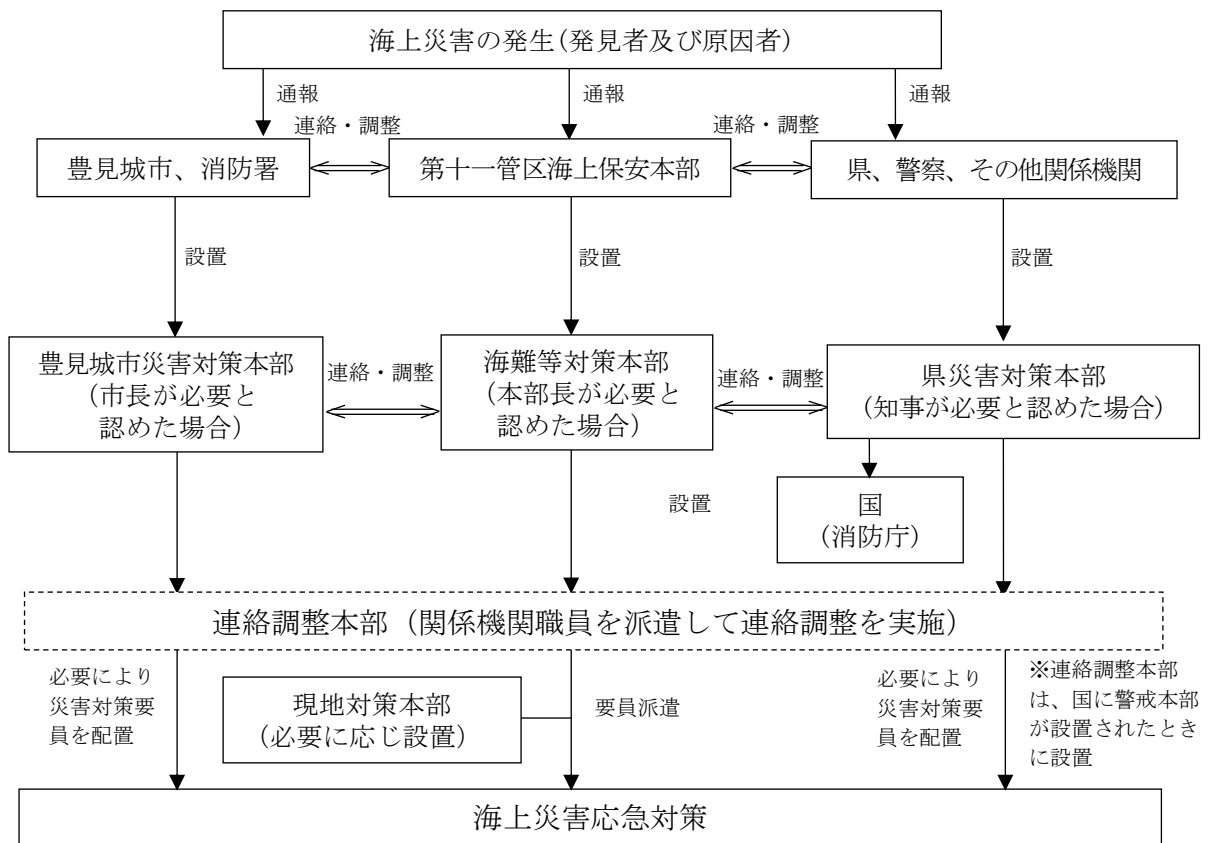 海上災害の発生(発見者及び原因者)
通報
通報
通報
連絡・調整
連絡・調整
豊見城市、消防署
第十一管区海上保安本部
県、警察、その他関係機関
設置
設置
設置
豊見城市災害対策本部
(市長が必要と
認めた場合)
連絡・調整
海難等対策本部
(本部長が必要と
認めた場合)
連絡・調整
県災害対策本部
(知事が必要と認めた場合)
設置
国
(消防庁)
連絡調整本部(関係機関職員を派遣して連絡調整を実施)
必要により
災害対策要
員を配置
現地対策本部
(必要に応じ設置)
要員派遣
必要により
災害対策要
員を配置
※連絡調整本部
は、国に警戒本部
が設置されたとき
に設置
海上災害応急対策